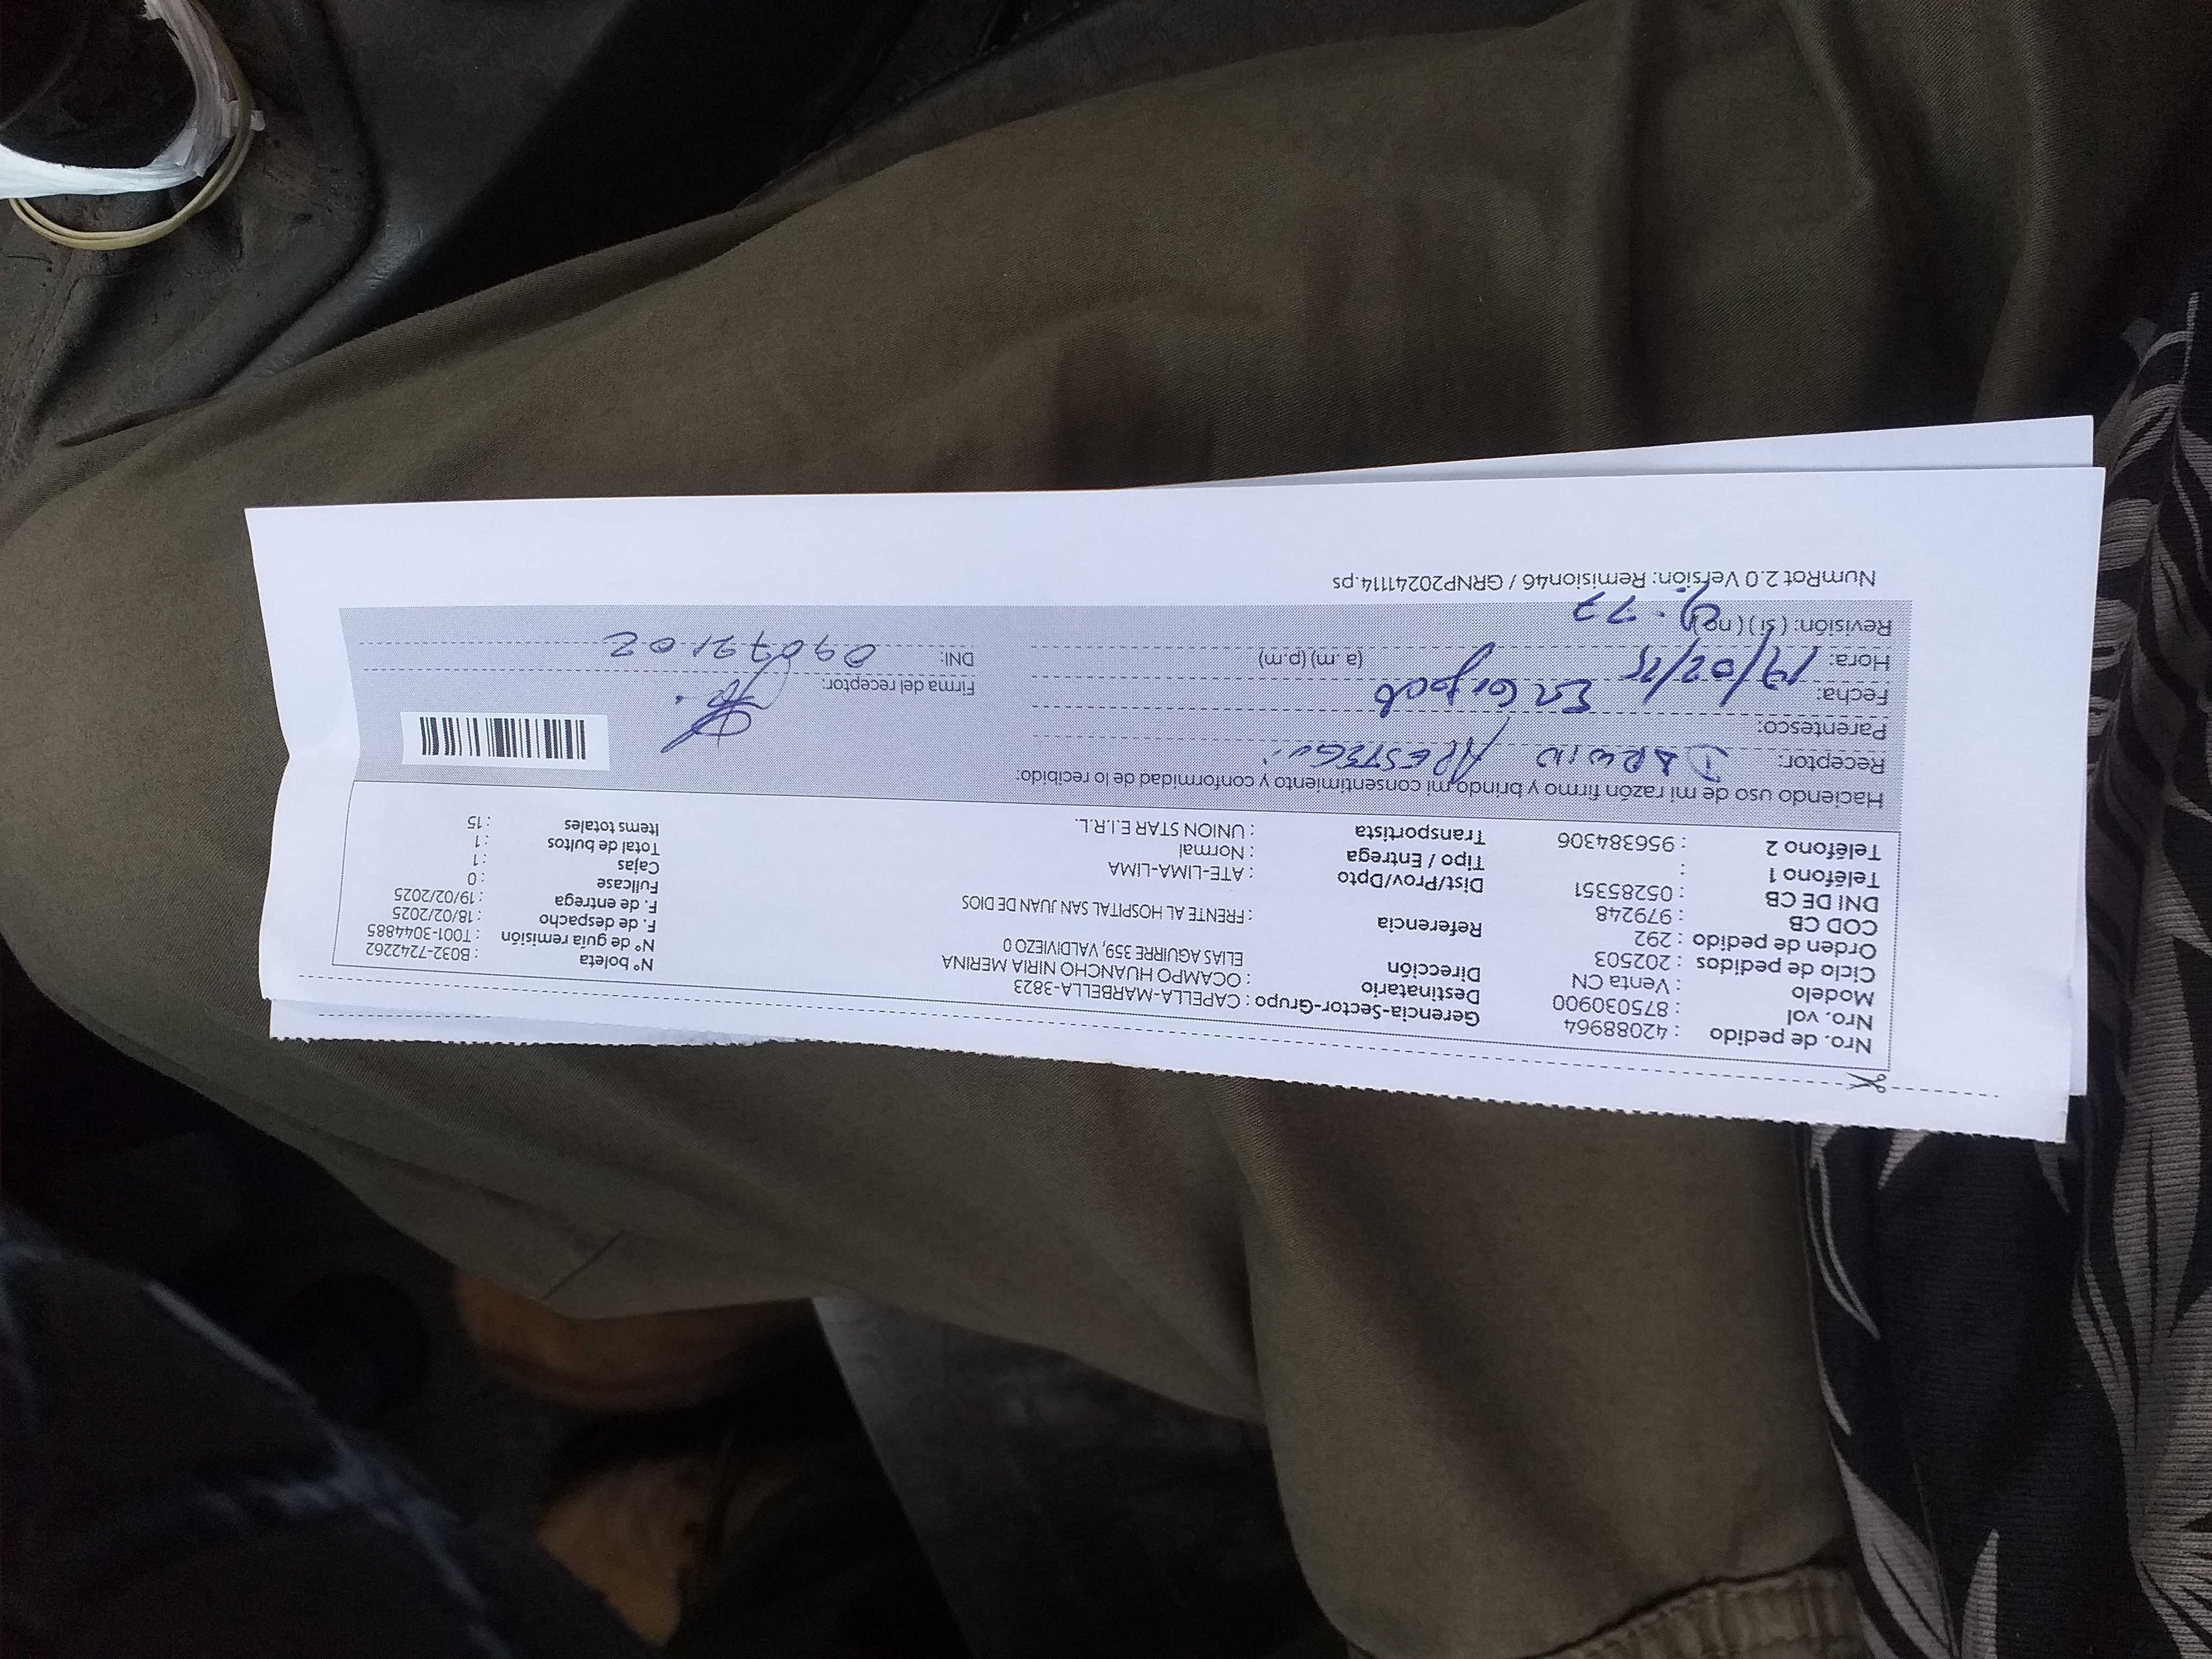 Nro. de pedido : 42088964
Nro. vol : 875030900
Modelo : Venta CN
Ciclo de pedidos : 202503
Orden de pedido : 292
COD CB : 979248
DNI DE CB : 05285351
Teléfono 1 :
Teléfono 2 : 956384306
Gerencia-Sector-Grupo : CAPELLA-MARBELLA-3823
Destinatario : OCAMPO HUANCHO NIRIA MERINA
Dirección ELIAS AGUIRRE 359, VALDIVIEZO 0
Referencia : FRENTE AL HOSPITAL SAN JUAN DE DIOS
Dist/Prov/Dpto : ATE-LIMA-LIMA
Tipo / Entrega : Normal
Transportista : UNION STAR E.I.R.L.
N° boleta : B032-7242262
N° de guía remisión : T001-3044885
F. de despacho : 18/02/2025
F. de entrega : 19/02/2025
Fullcase : 0
Cajas : 1
Total de bultos : 1
Items totales : 15
Haciendo uso de mi razón firmo y brindo mi consentimiento y conformidad de lo recibido:
Receptor: DARWIN ARESTEGUI
Parentesco:
Fecha: Encargado
Hora: 19/02/25 (a.m) (p.m)
Revisión: ( si ) ( no )
Firma del receptor:
DNI: 09072102
NumRot 2.0 Versión: Remision46 / GRNP20241114.ps